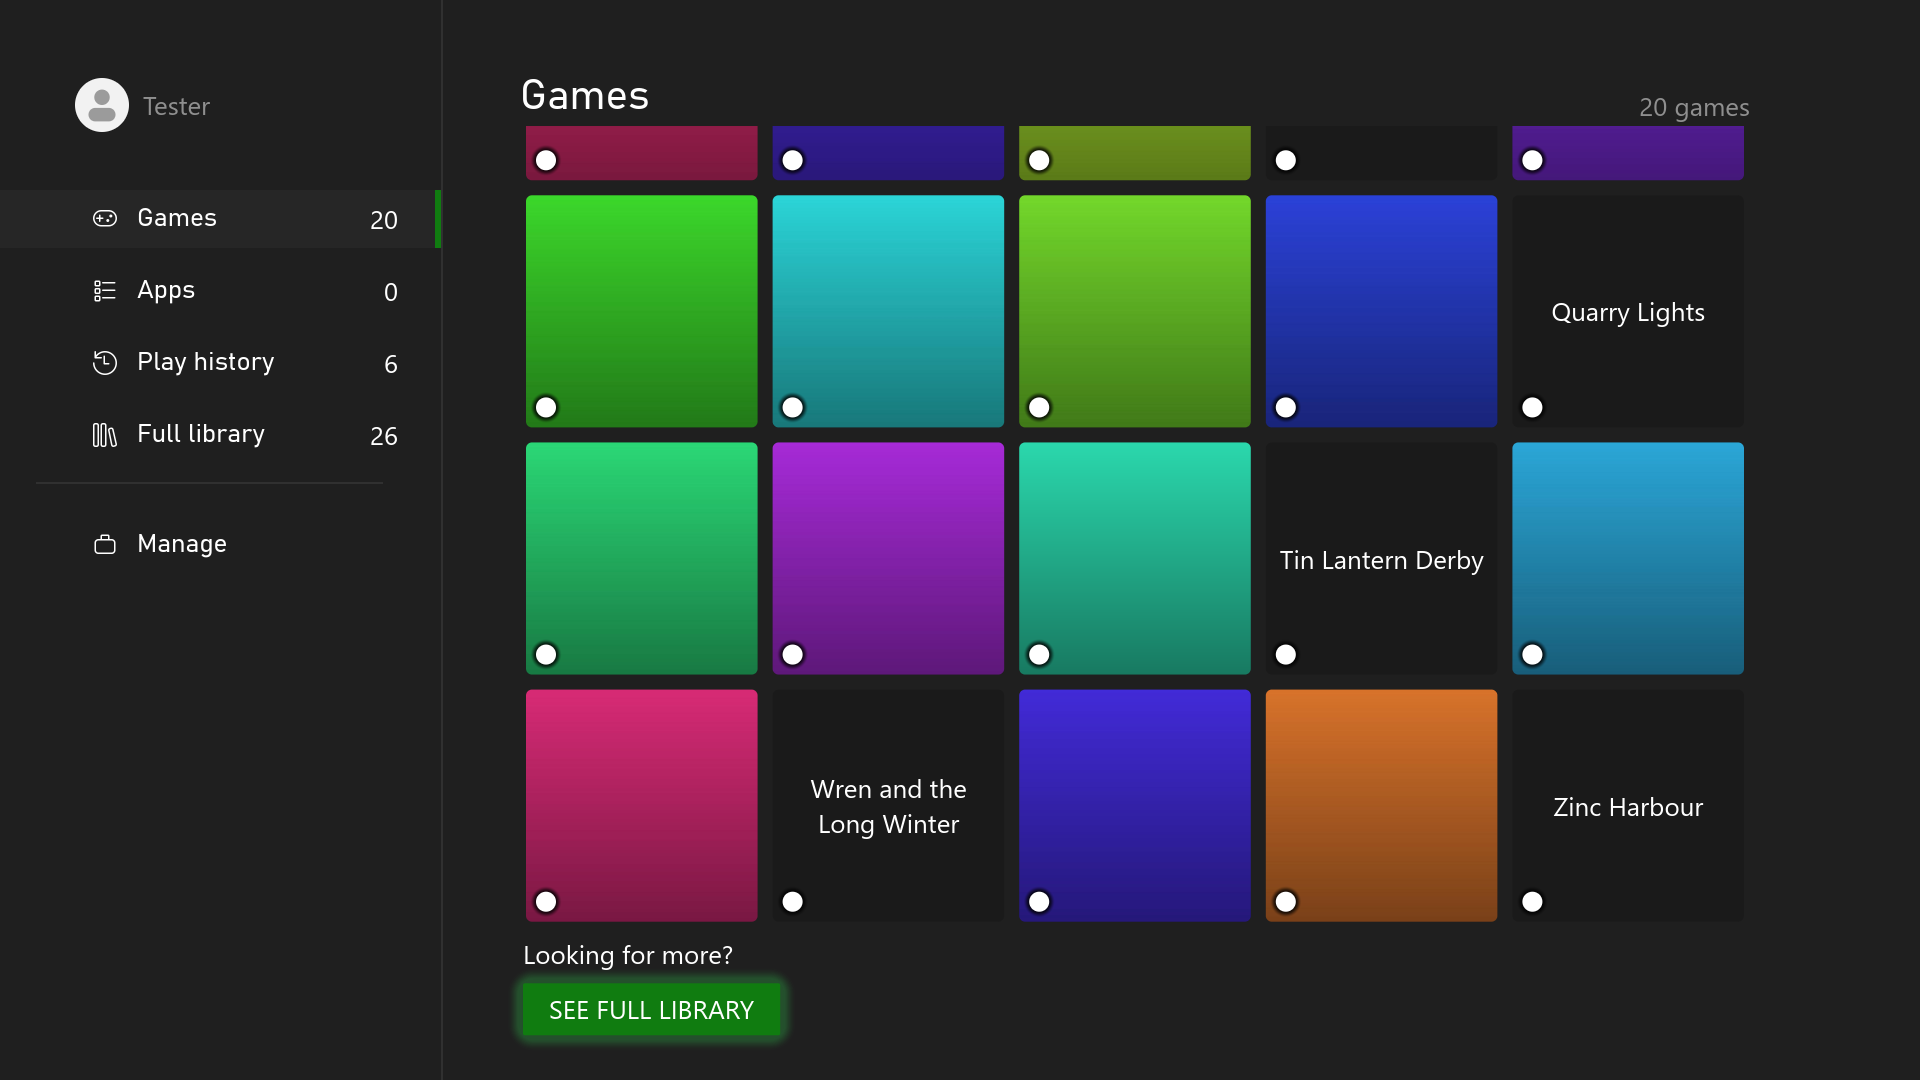 Tester
Games 20
Apps 0
Play history 6
Full library 26
Manage
Games
20 games
Quarry Lights
Tin Lantern Derby
Wren and the
Long Winter
Zinc Harbour
Looking for more?
SEE FULL LIBRARY